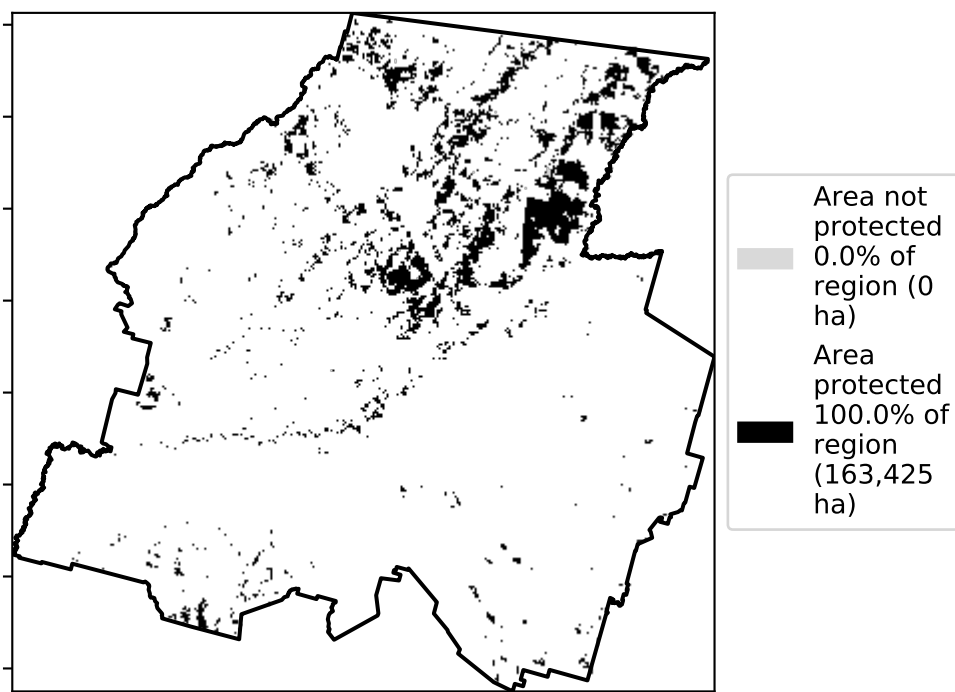 Area not
protected
0.0% of
region (0
ha)
Area
protected
100.0% of
region
(163,425
ha)